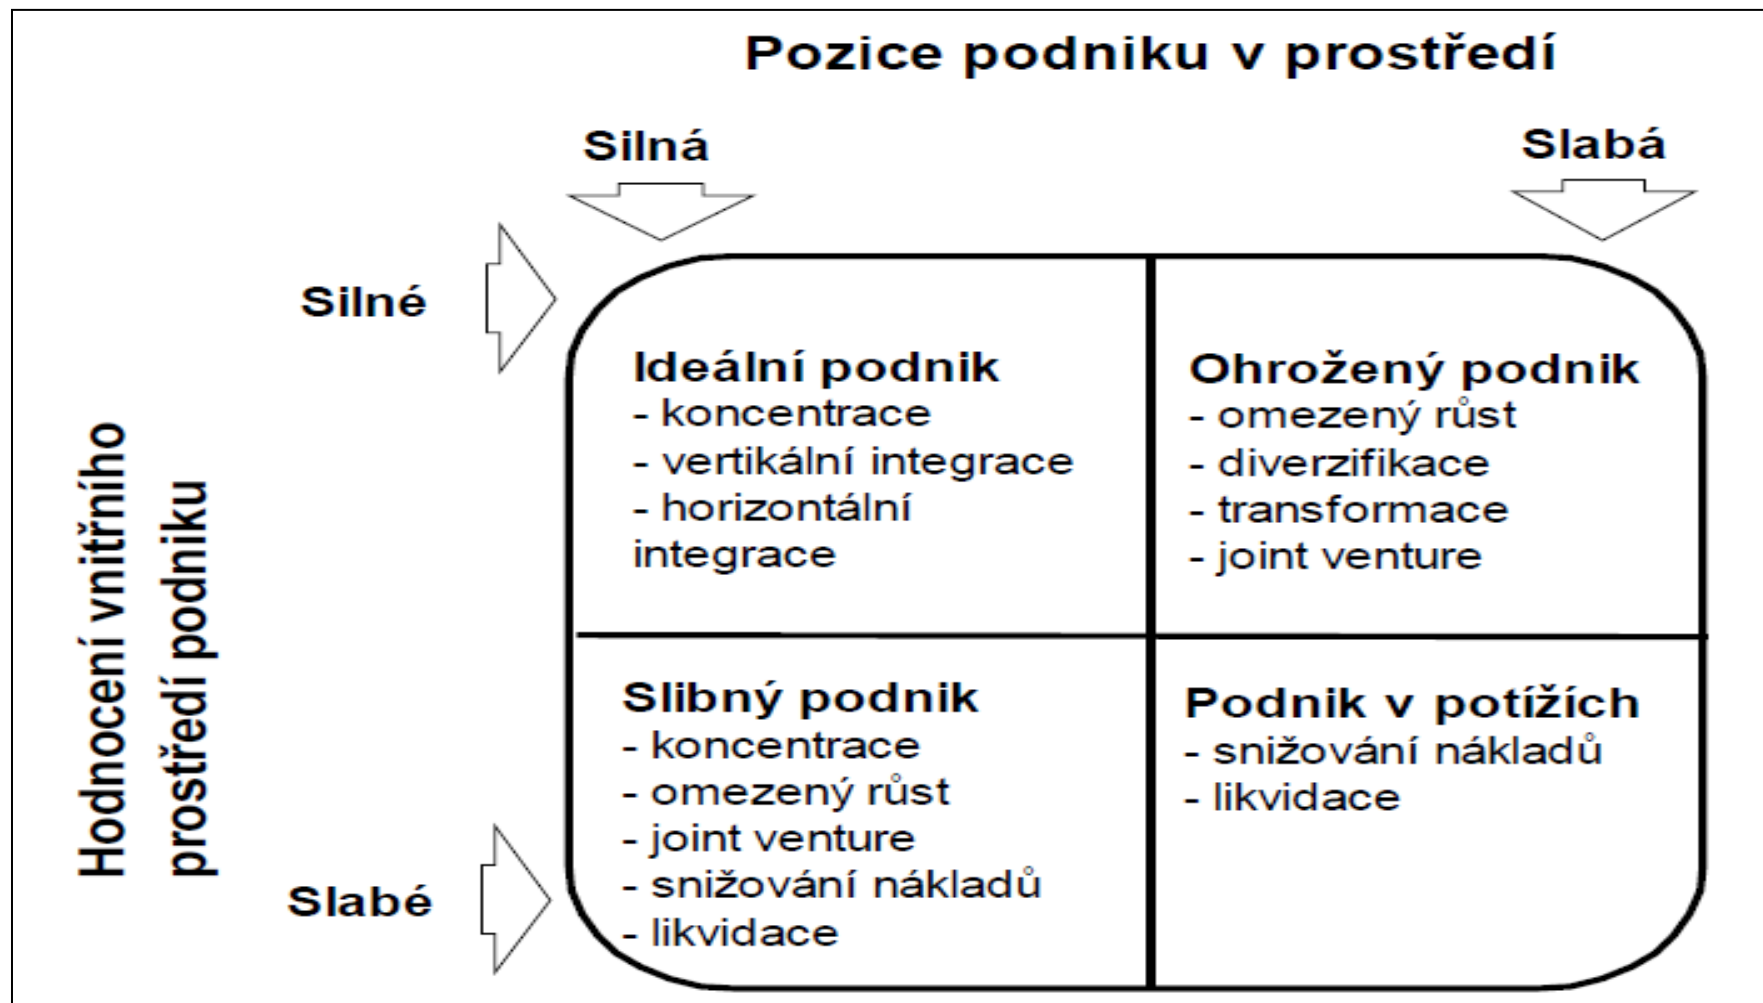 Pozice podniku v prostředí
Silná
Slabá
Silné
Ideální podnik
- koncentrace
- vertikální integrace
- horizontální
integrace
Ohrožený podnik
- omezený růst
- diverzifikace
- transformace
- joint venture
Hodnocení vnitřního
prostředí podniku
Slabé
Slibný podnik
- koncentrace
- omezený růst
- joint venture
- snižování nákladů
- likvidace
Podnik v potížích
- snižování nákladů
- likvidace